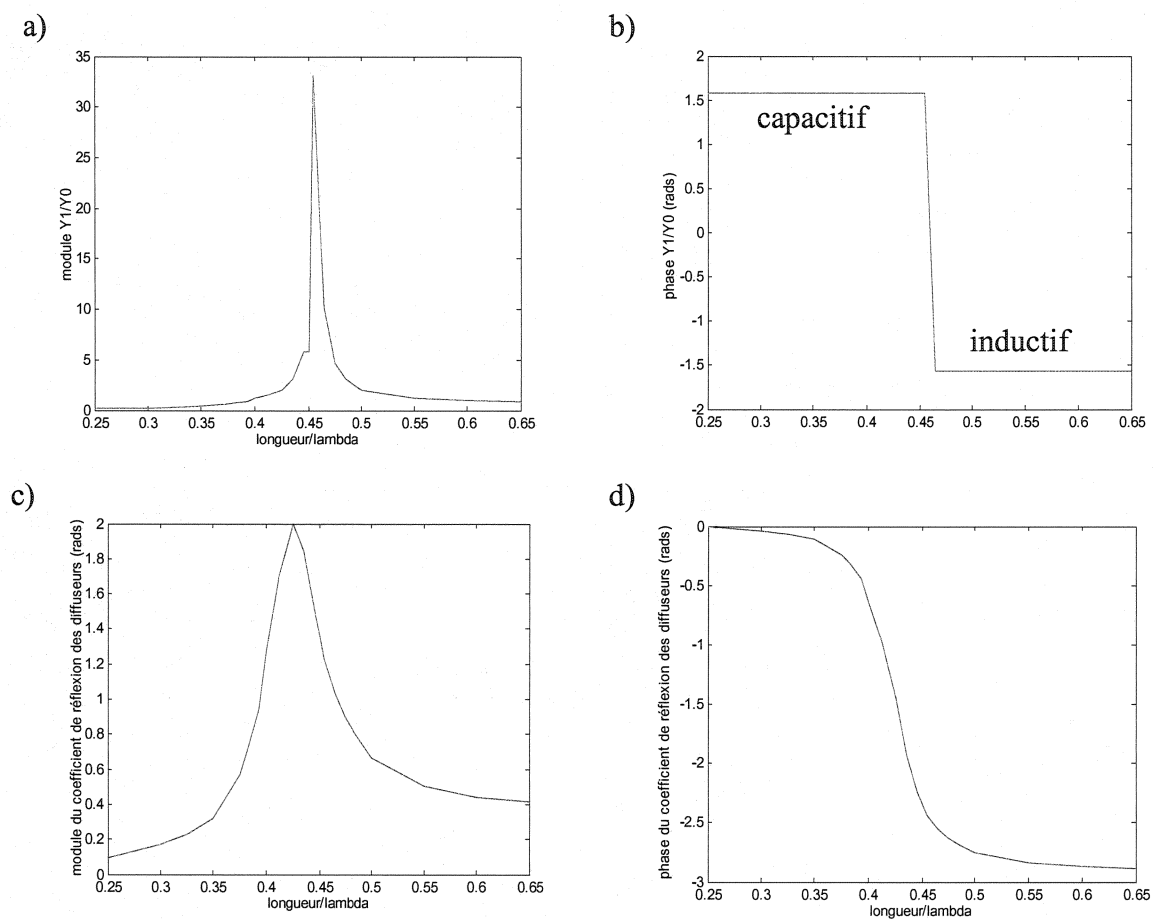 a)
35
30
25
20
15
10
5
0
module Y1/Y0
0.25 0.3 0.35 0.4 0.45 0.5 0.55 0.6 0.65
longueur/lambda
b)
2
1.5
1
0.5
0
-0.5
-1
-1.5
-2
phase Y1/Y0 (rads)
capacitif
inductif
0.25 0.3 0.35 0.4 0.45 0.5 0.55 0.6 0.65
longueur/lambda
c)
2
1.8
1.6
1.4
1.2
1
0.8
0.6
0.4
0.2
0
module du coefficient de réflexion des diffuseurs (rads)
0.25 0.3 0.35 0.4 0.45 0.5 0.55 0.6 0.65
longueur/lambda
d)
0
-0.5
-1
-1.5
-2
-2.5
-3
phase du coefficient de réflexion des diffuseurs (rads)
0.25 0.3 0.35 0.4 0.45 0.5 0.55 0.6 0.65
longueur/lambda